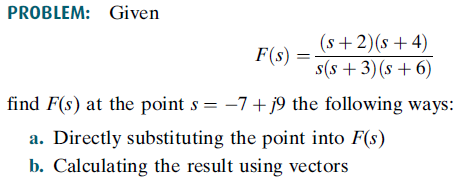 PROBLEM: Given
F(s) = (s + 2)(s + 4)
s(s + 3)(s + 6)
find F(s) at the point s = −7 + j9 the following ways:
a. Directly substituting the point into F(s)
b. Calculating the result using vectors